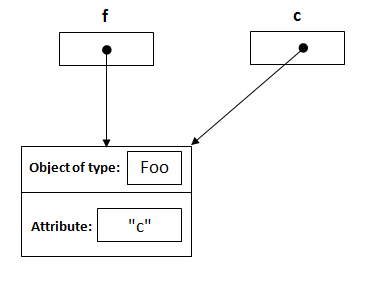 f
c
Object of type: Foo
Attribute: "c"